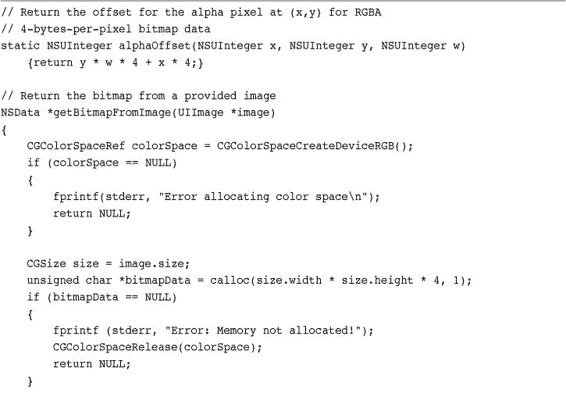 // Return the offset for the alpha pixel at (x,y) for RGBA
// 4-bytes-per-pixel bitmap data
static NSUInteger alphaOffset(NSUInteger x, NSUInteger y, NSUInteger w)
    {return y * w * 4 + x * 4;}

// Return the bitmap from a provided image
NSData *getBitmapFromImage(UIImage *image)
{
    CGColorSpaceRef colorSpace = CGColorSpaceCreateDeviceRGB();
    if (colorSpace == NULL)
    {
        fprintf(stderr, "Error allocating color space\n");
        return NULL;
    }

    CGSize size = image.size;
    unsigned char *bitmapData = calloc(size.width * size.height * 4, 1);
    if (bitmapData == NULL)
    {
        fprintf (stderr, "Error: Memory not allocated!");
        CGColorSpaceRelease(colorSpace);
        return NULL;
    }